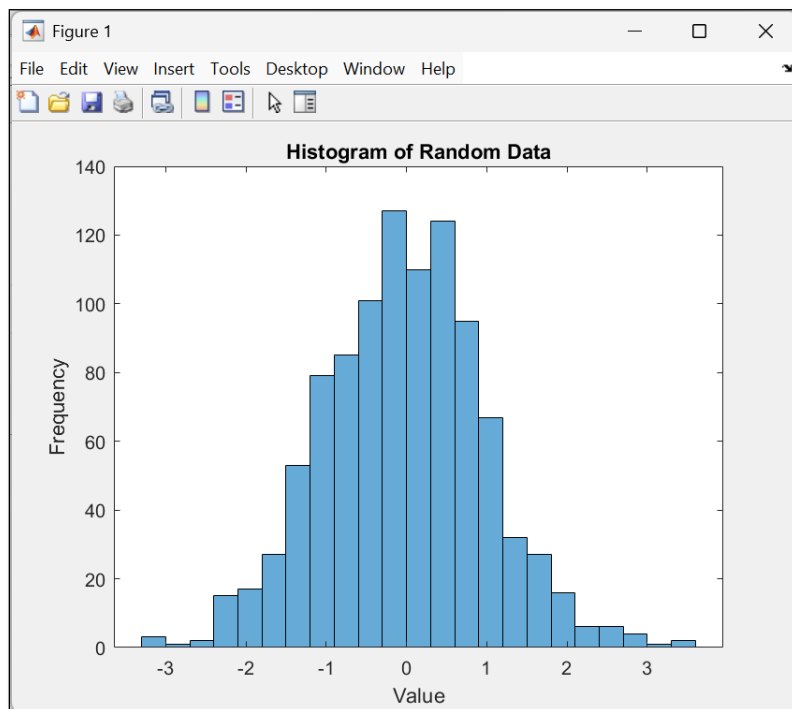 Figure 1
File Edit View Insert Tools Desktop Window Help
Histogram of Random Data
140
120
100
80
60
40
20
0
Frequency
-3 -2 -1 0 1 2 3
Value